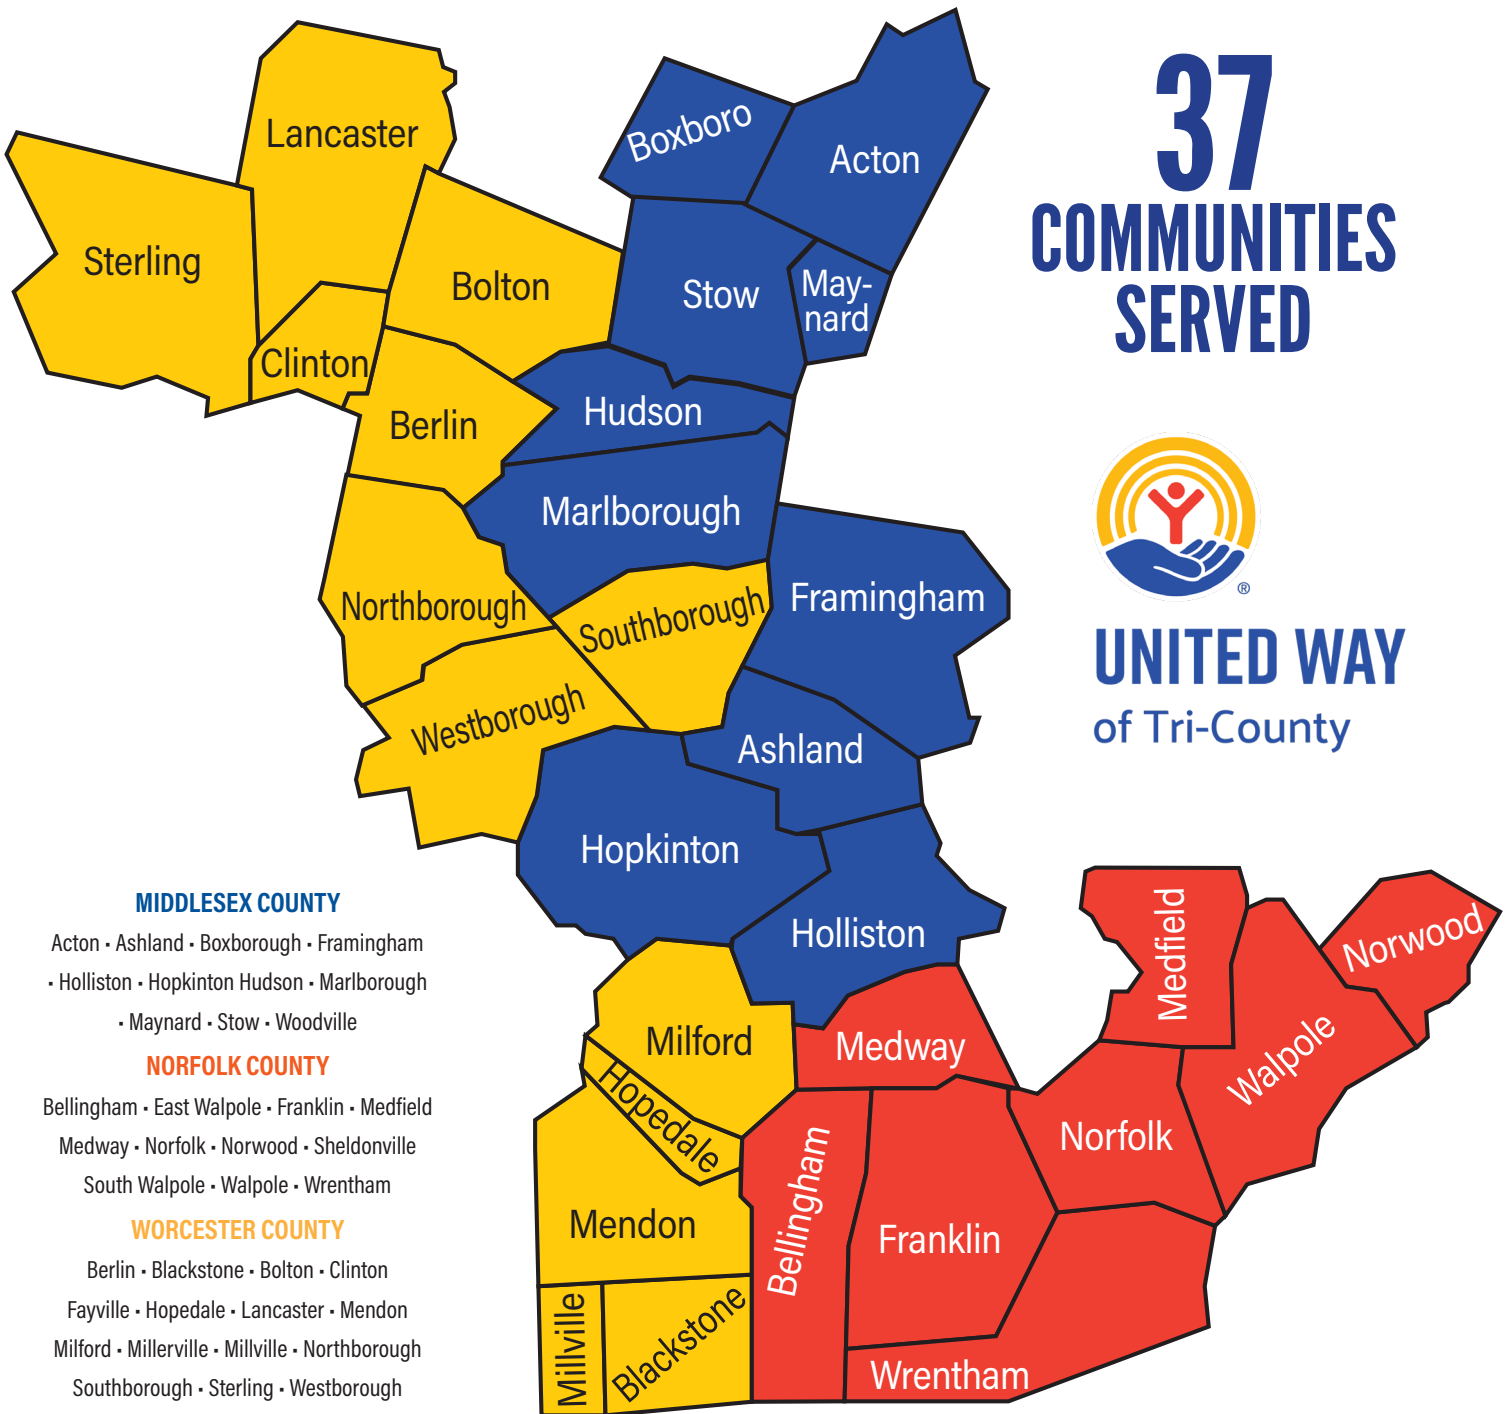 37
COMMUNITIES
SERVED
Lancaster
Boxboro
Acton
Sterling
Bolton
Stow
May-
nard
Clinton
Berlin
Hudson
Marlborough
Northborough
Southborough
Framingham
Westborough
Ashland
Hopkinton
Holliston
®
UNITED WAY
of Tri-County
Medfield
Norwood
Milford
Medway
Walpole
Hopedale
Norfolk
Mendon
Bellingham
Franklin
Millville
Blackstone
Wrentham
MIDDLESEX COUNTY
Acton • Ashland • Boxborough • Framingham
• Holliston • Hopkinton Hudson • Marlborough
• Maynard • Stow • Woodville
NORFOLK COUNTY
Bellingham • East Walpole • Franklin • Medfield
Medway • Norfolk • Norwood • Sheldonville
South Walpole • Walpole • Wrentham
WORCESTER COUNTY
Berlin • Blackstone • Bolton • Clinton
Fayville • Hopedale • Lancaster • Mendon
Milford • Millerville • Millville • Northborough
Southborough • Sterling • Westborough